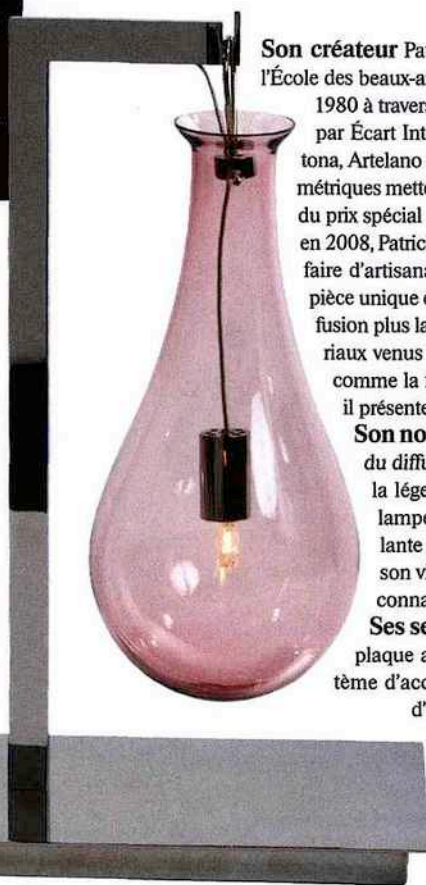 Son créateur
l'École des beaux-a
1980 à travers
par Écart Int
tona, Artelano
métriques mette
du prix spécial
en 2008, Patric
faire d'artisana
pièce unique
fusion plus la
riaux venus
comme la
il présente
Son no
du diffu
la lége
lampe
lante
son v
conna
Ses se
plaque a
tème d'acc
d'